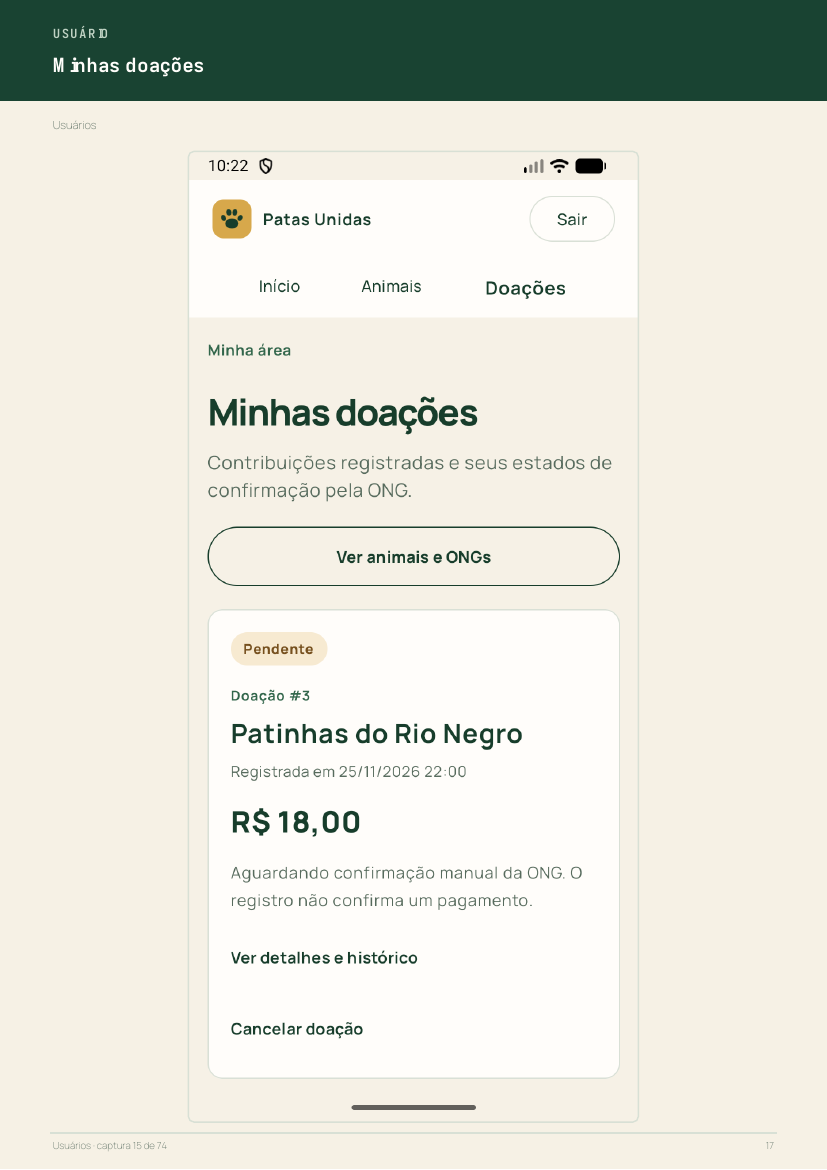 USUÁRIO
Minhas doações
Usuários
10:22
Patas Unidas
Sair
Início
Animais
Doações
Minha área
Minhas doações
Contribuições registradas e seus estados de
confirmação pela ONG.
Ver animais e ONGs
Pendente
Doação #3
Patinhas do Rio Negro
Registrada em 25/11/2026 22:00
R$ 18,00
Aguardando confirmação manual da ONG. O
registro não confirma um pagamento.
Ver detalhes e histórico
Cancelar doação
Usuários · captura 15 de 74
17